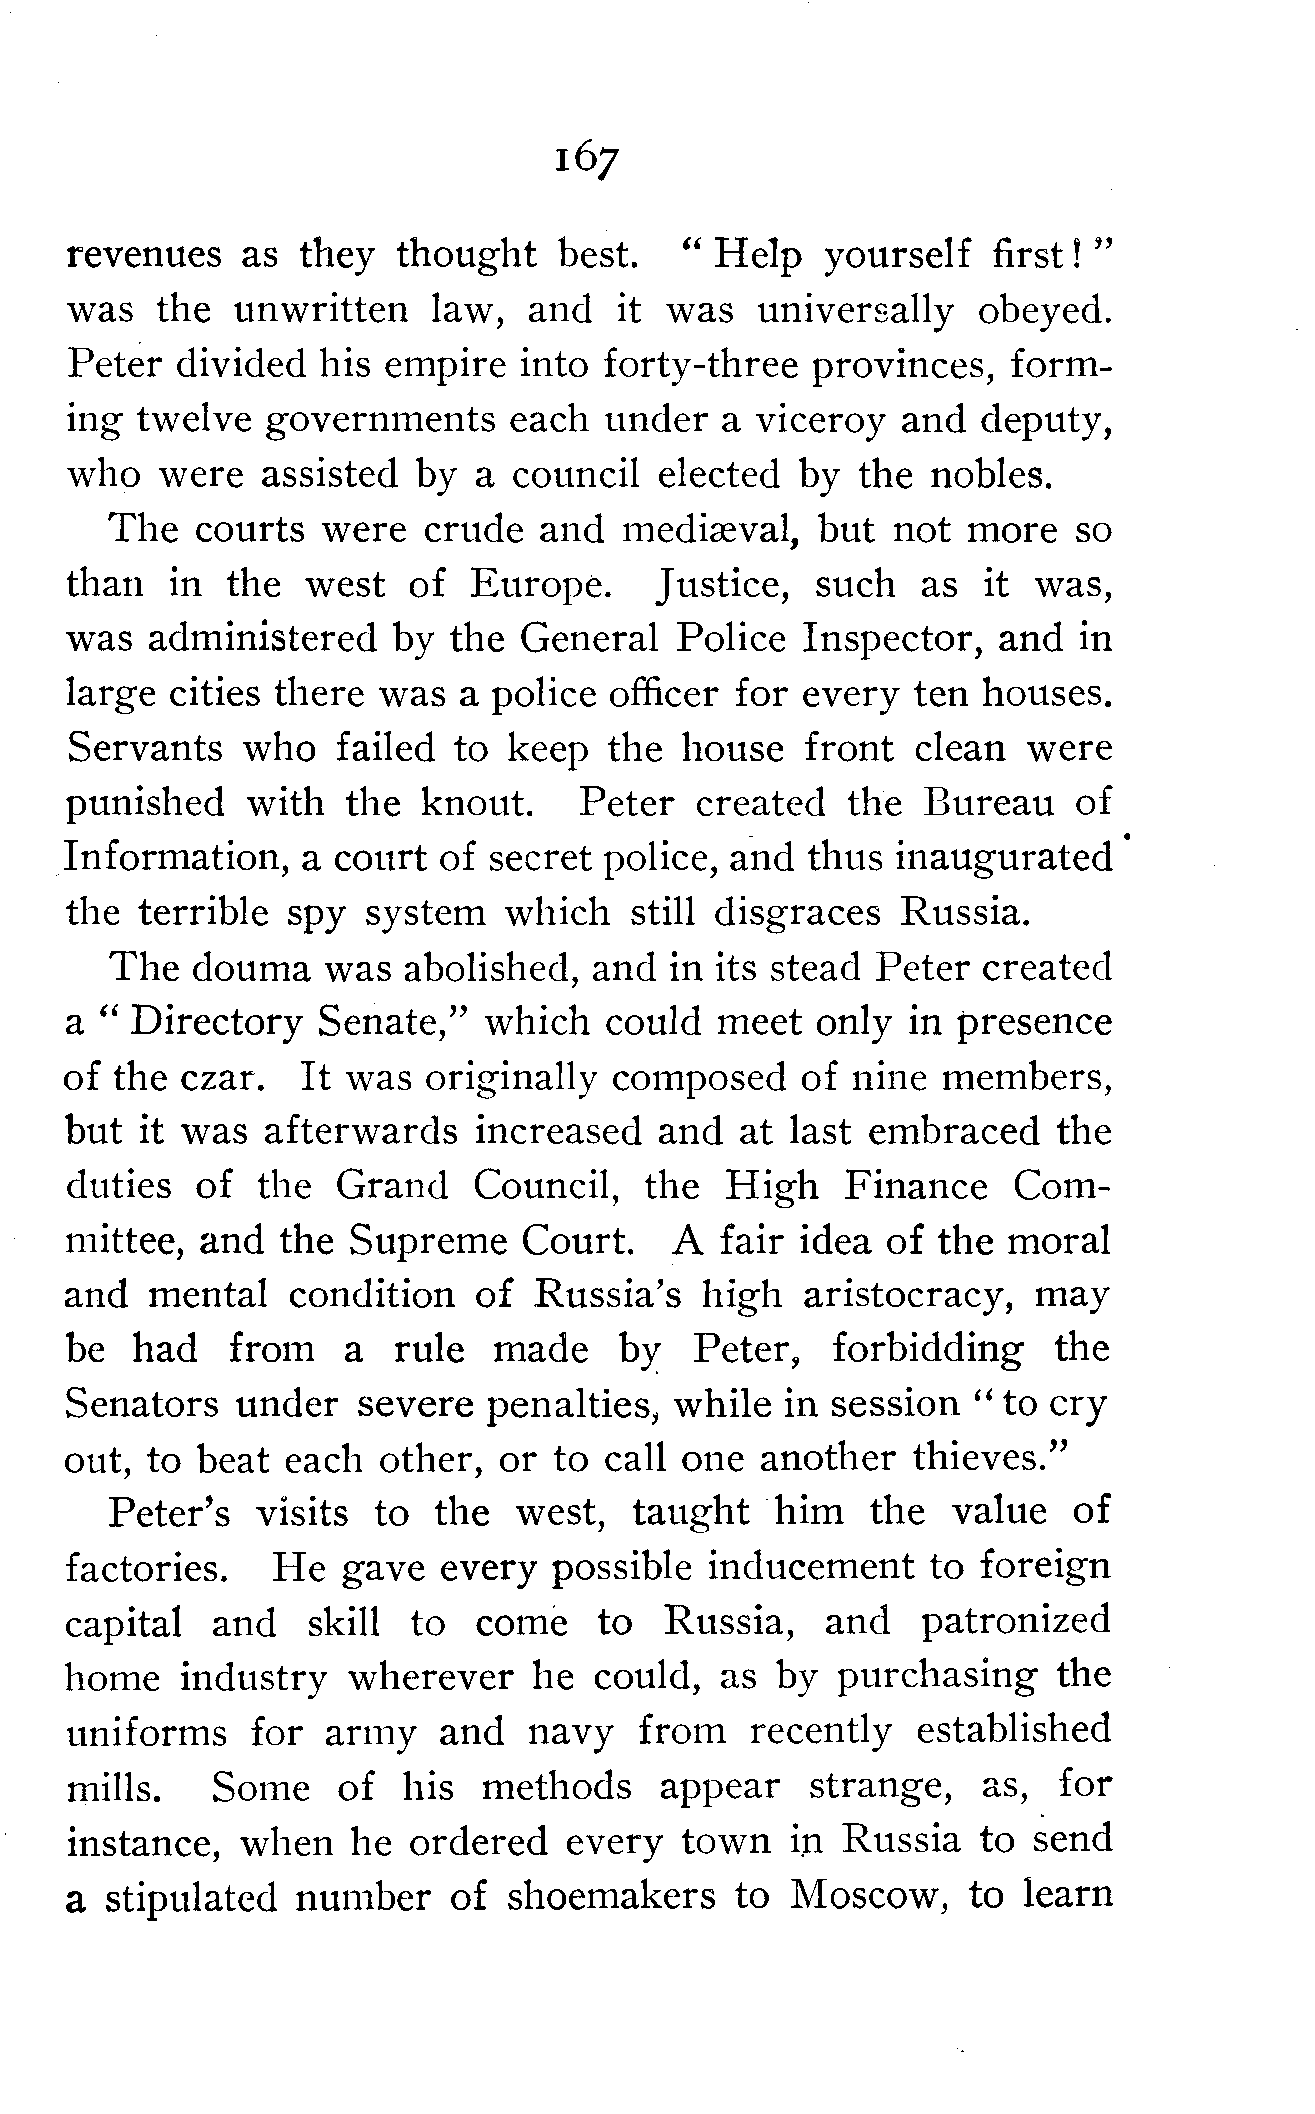 167
revenues as they thought best. “ Help yourself first! ”
was the unwritten law, and it was universally obeyed.
Peter divided his empire into forty-three provinces, form-
ing twelve governments each under a viceroy and deputy,
who were assisted by a council elected by the nobles.
The courts were crude and mediæval, but not more so
than in the west of Europe. Justice, such as it was,
was administered by the General Police Inspector, and in
large cities there was a police officer for every ten houses.
Servants who failed to keep the house front clean were
punished with the knout. Peter created the Bureau of
Information, a court of secret police, and thus inaugurated
the terrible spy system which still disgraces Russia.
The douma was abolished, and in its stead Peter created
a “ Directory Senate,” which could meet only in presence
of the czar. It was originally composed of nine members,
but it was afterwards increased and at last embraced the
duties of the Grand Council, the High Finance Com-
mittee, and the Supreme Court. A fair idea of the moral
and mental condition of Russia's high aristocracy, may
be had from a rule made by Peter, forbidding the
Senators under severe penalties, while in session “ to cry
out, to beat each other, or to call one another thieves.”
Peter's visits to the west, taught him the value of
factories. He gave every possible inducement to foreign
capital and skill to come to Russia, and patronized
home industry wherever he could, as by purchasing the
uniforms for army and navy from recently established
mills. Some of his methods appear strange, as, for
instance, when he ordered every town in Russia to send
a stipulated number of shoemakers to Moscow, to learn